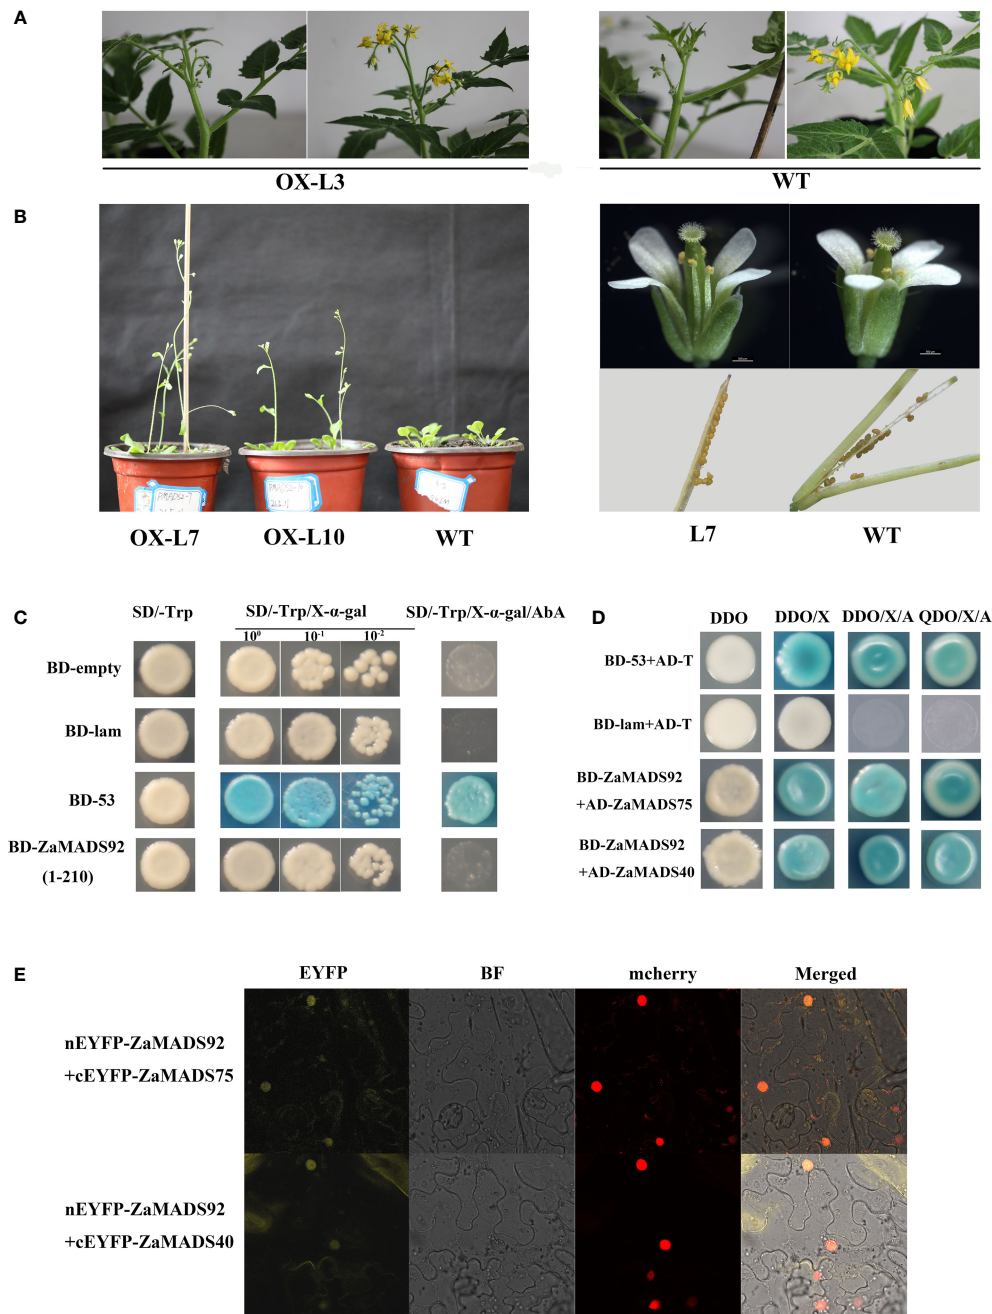 A
OX-L3
WT
B
OX-L7
OX-L10
WT
L7
WT
C
SD/-Trp
SD/-Trp/X-α-gal
SD/-Trp/X-α-gal/AbA
10⁰
10⁻¹
10⁻²
BD-empty
BD-lam
BD-53
BD-ZaMADS92
(1-210)
D
DDO
DDO/X
DDO/X/A
QDO/X/A
BD-53+AD-T
BD-lam+AD-T
BD-ZaMADS92
+AD-ZaMADS75
BD-ZaMADS92
+AD-ZaMADS40
E
EYFP
BF
mcherry
Merged
nEYFP-ZaMADS92
+cEYFP-ZaMADS75
nEYFP-ZaMADS92
+cEYFP-ZaMADS40